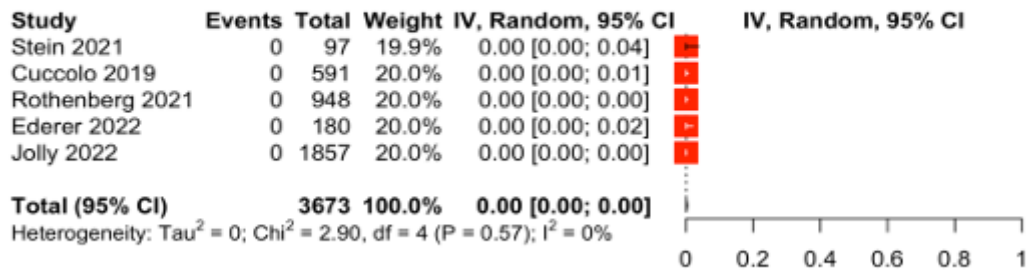 Study Events Total Weight IV, Random, 95% CI IV, Random, 95% CI
Stein 2021 0 97 19.9% 0.00 [0.00; 0.04]
Cuccolo 2019 0 591 20.0% 0.00 [0.00; 0.01]
Rothenberg 2021 0 948 20.0% 0.00 [0.00; 0.00]
Ederer 2022 0 180 20.0% 0.00 [0.00; 0.02]
Jolly 2022 0 1857 20.0% 0.00 [0.00; 0.00]
Total (95% CI) 3673 100.0% 0.00 [0.00; 0.00]
Heterogeneity: Tau² = 0; Chi² = 2.90, df = 4 (P = 0.57); I² = 0%
0 0.2 0.4 0.6 0.8 1